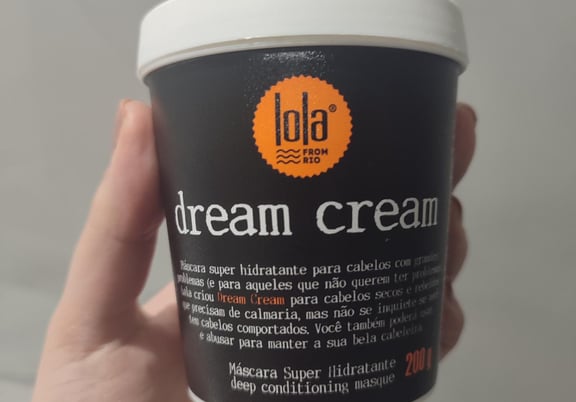 lola®
FROM
RIO
dream cream
Máscara super hidratante para cabelos com grandes
problemas (e para aqueles que não querem ter problemas
Lola criou Dream Cream para cabelos secos e rebeldes
que precisam de calmaria, mas não se inquiete se você
tem cabelos comportados. Você também poderá usar
e abusar para manter a sua bela cabeleira.
Máscara Super Hidratante
deep conditioning masque
200 g